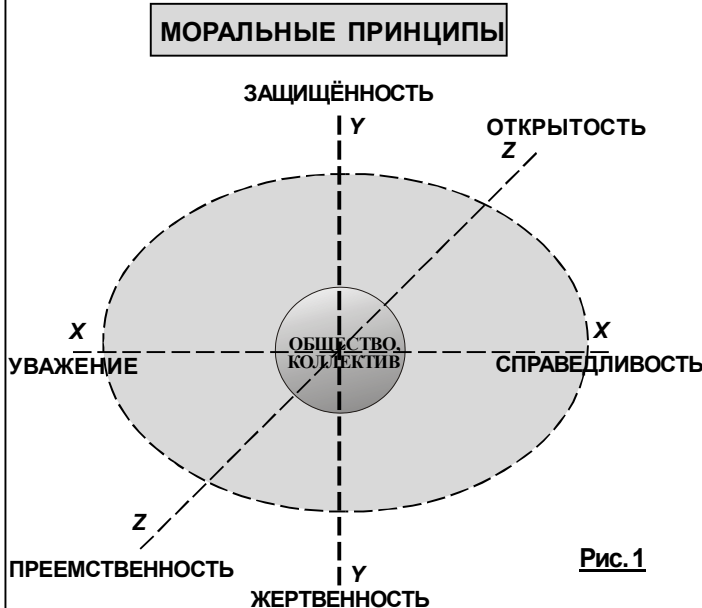 МОРАЛЬНЫЕ ПРИНЦИПЫ
ЗАЩИЩЁННОСТЬ
Y
ОТКРЫТОСТЬ
Z
X
X
ОБЩЕСТВО,
КОЛЛЕКТИВ
УВАЖЕНИЕ
СПРАВЕДЛИВОСТЬ
Z
ПРЕЕМСТВЕННОСТЬ
Y
ЖЕРТВЕННОСТЬ
Рис. 1